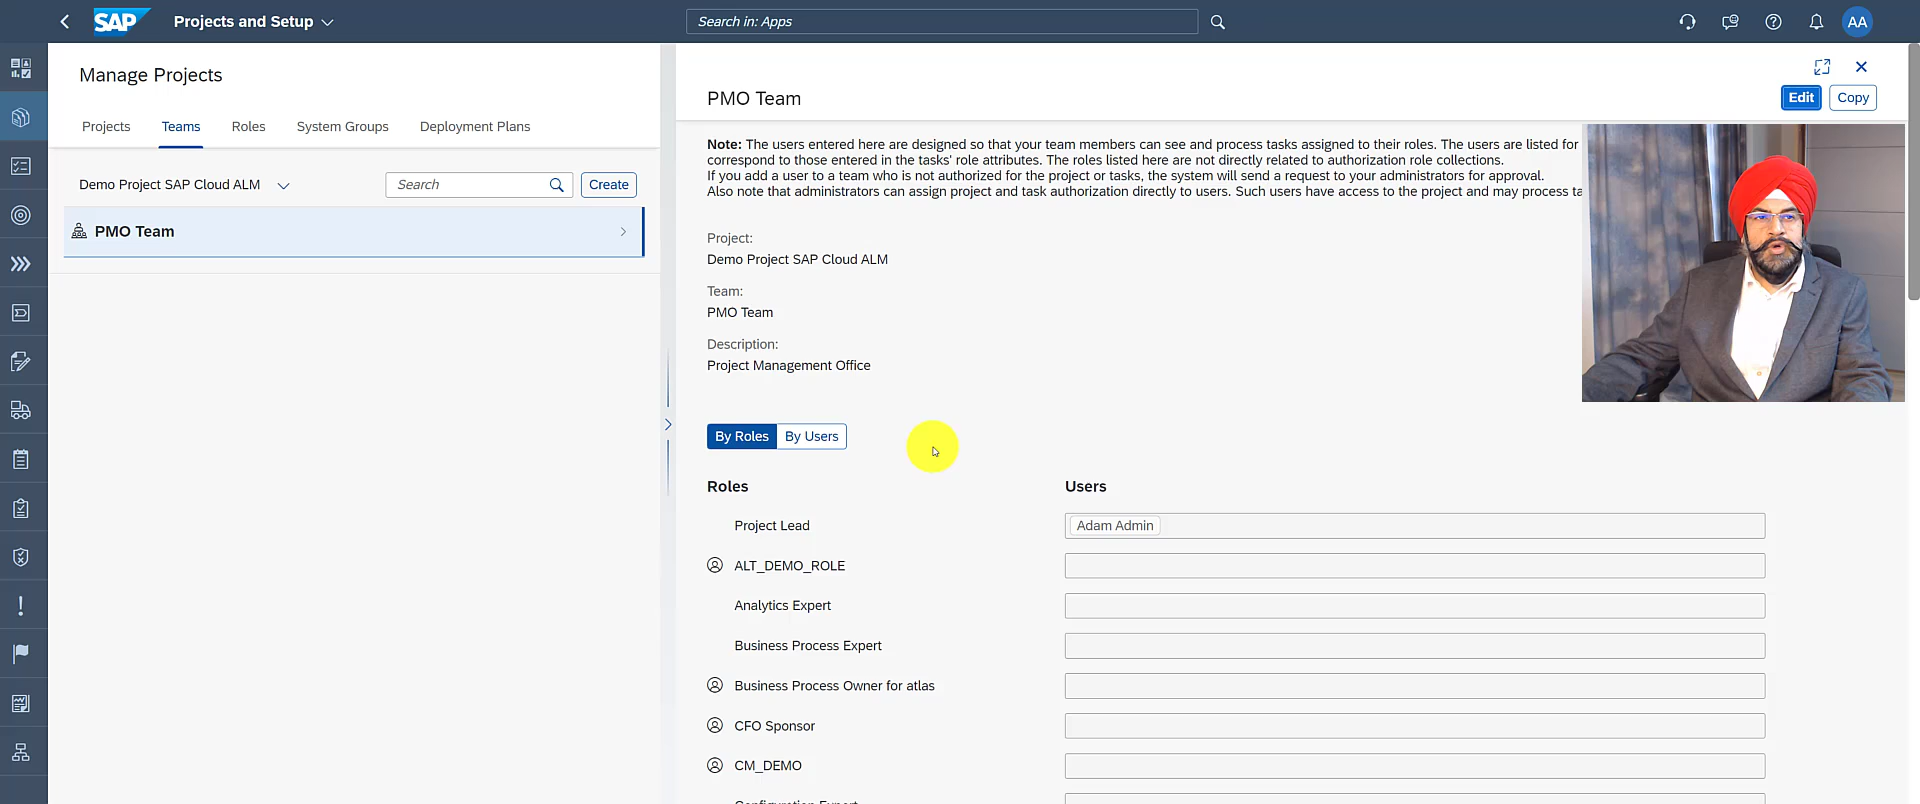 SAP
Projects and Setup
Search in: Apps
AA
Manage Projects
Projects
Teams
Roles
System Groups
Deployment Plans
Demo Project SAP Cloud ALM
Search
Create
PMO Team
PMO Team
Edit
Copy
Note: The users entered here are designed so that your team members can see and process tasks assigned to their roles. The users are listed for
correspond to those entered in the tasks' role attributes. The roles listed here are not directly related to authorization role collections.
If you add a user to a team who is not authorized for the project or tasks, the system will send a request to your administrators for approval.
Also note that administrators can assign project and task authorization directly to users. Such users have access to the project and may process ta
Project:
Demo Project SAP Cloud ALM
Team:
PMO Team
Description:
Project Management Office
By Roles
By Users
Roles
Users
Project Lead
Adam Admin
ALT_DEMO_ROLE
Analytics Expert
Business Process Expert
Business Process Owner for atlas
CFO Sponsor
CM_DEMO